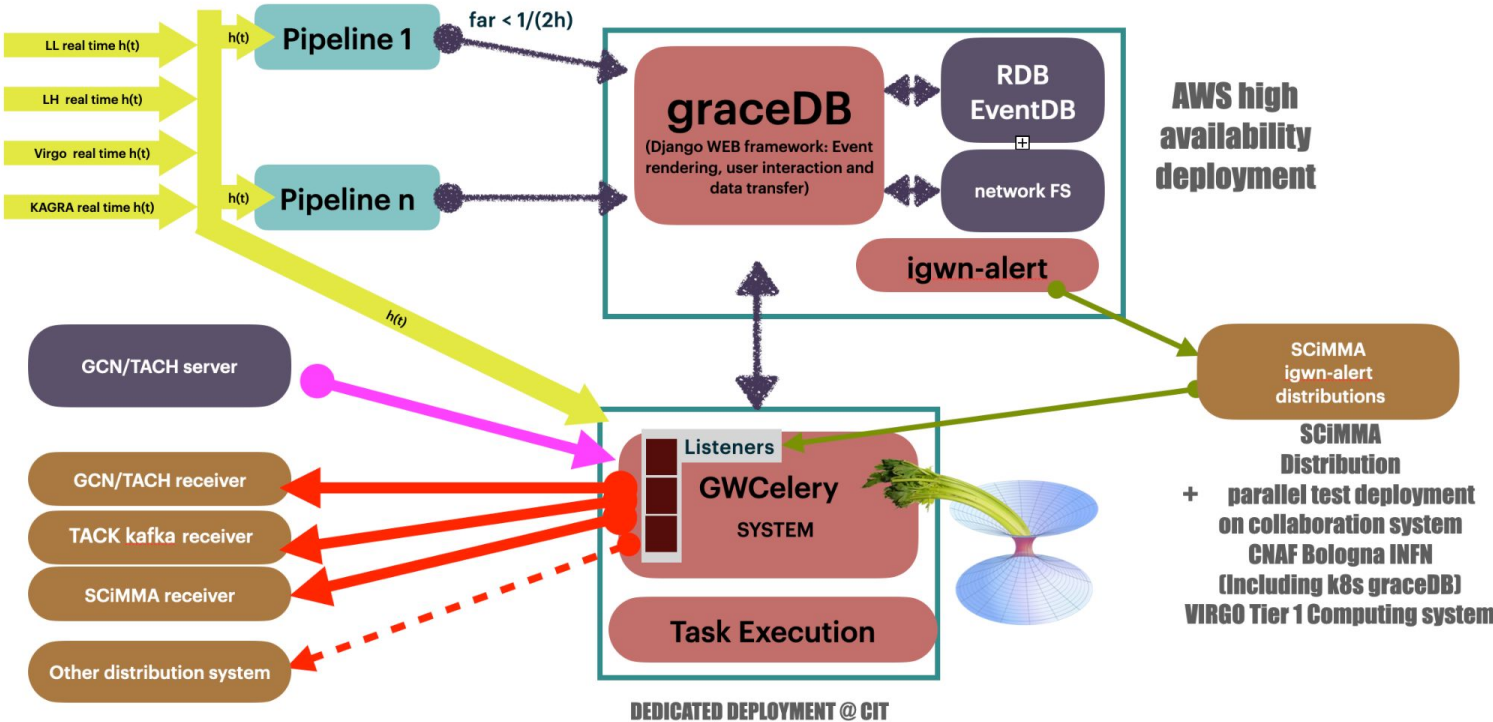 far < 1/(2h)
LL real time h(t)
LH real time h(t)
Virgo real time h(t)
KAGRA real time h(t)
h(t)
Pipeline 1
h(t)
Pipeline n
h(t)
graceDB
(Django WEB framework: Event
rendering, user interaction and
data transfer)
RDB
EventDB
network FS
igwn-alert
AWS high
availability
deployment
GCN/TACH server
GCN/TACH receiver
TACK kafka receiver
SCiMMA receiver
Other distribution system
Listeners
GWCelery
SYSTEM
Task Execution
DEDICATED DEPLOYMENT @ CIT
SCiMMA
igwn-alert
distributions
SCiMMA
Distribution
+ parallel test deployment
on collaboration system
CNAF Bologna INFN
(Including k8s graceDB)
VIRGO Tier 1 Computing system